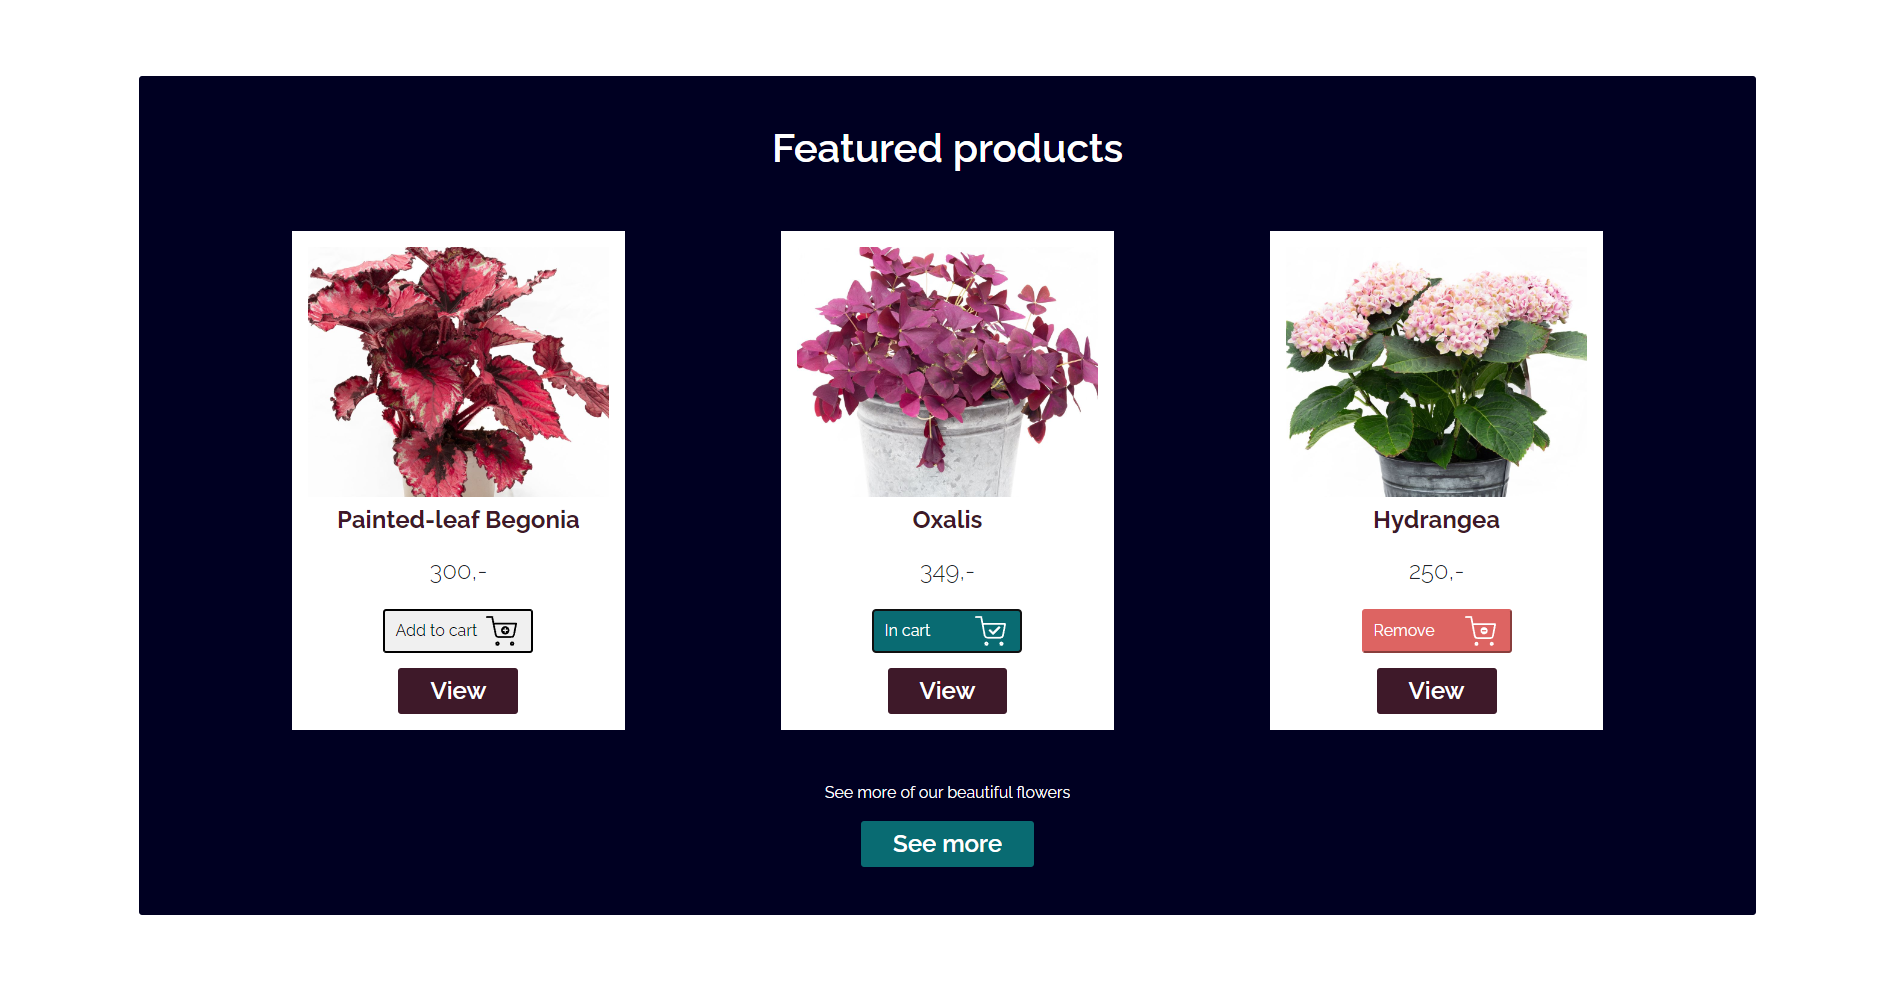 Featured products
Painted-leaf Begonia
300,-
Add to cart
View
Oxalis
349,-
In cart
View
Hydrangea
250,-
Remove
View
See more of our beautiful flowers
See more